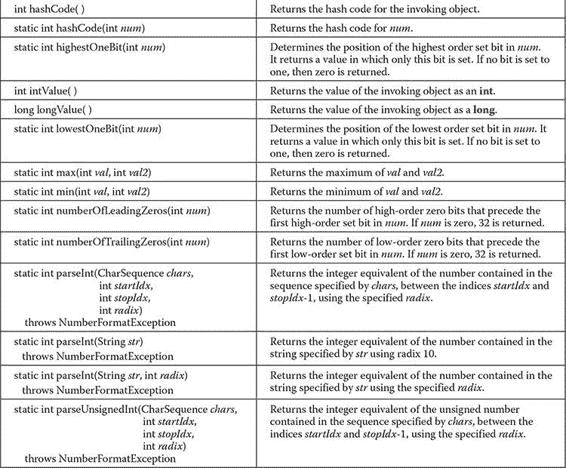 int hashCode( )
Returns the hash code for the invoking object.
static int hashCode(int num)
Returns the hash code for num.
static int highestOneBit(int num)
Determines the position of the highest order set bit in num.
It returns a value in which only this bit is set. If no bit is set to
one, then zero is returned.
int intValue( )
Returns the value of the invoking object as an int.
long longValue( )
Returns the value of the invoking object as a long.
static int lowestOneBit(int num)
Determines the position of the lowest order set bit in num. It
returns a value in which only this bit is set. If no bit is set to
one, then zero is returned.
static int max(int val, int val2)
Returns the maximum of val and val2.
static int min(int val, int val2)
Returns the minimum of val and val2.
static int numberOfLeadingZeros(int num)
Returns the number of high-order zero bits that precede the
first high-order set bit in num. If num is zero, 32 is returned.
static int numberOfTrailingZeros(int num)
Returns the number of low-order zero bits that precede the
first low-order set bit in num. If num is zero, 32 is returned.
static int parseInt(CharSequence chars,
int startIdx,
int stopIdx,
int radix)
throws NumberFormatException
Returns the integer equivalent of the number contained in the
sequence specified by chars, between the indices startIdx and
stopIdx-1, using the specified radix.
static int parseInt(String str)
throws NumberFormatException
Returns the integer equivalent of the number contained in the
string specified by str using radix 10.
static int parseInt(String str, int radix)
throws NumberFormatException
Returns the integer equivalent of the number contained in the
string specified by str using the specified radix.
static int parseUnsignedInt(CharSequence chars,
int startIdx,
int stopIdx,
int radix)
throws NumberFormatException
Returns the integer equivalent of the unsigned number
contained in the sequence specified by chars, between the
indices startIdx and stopIdx-1, using the specified radix.